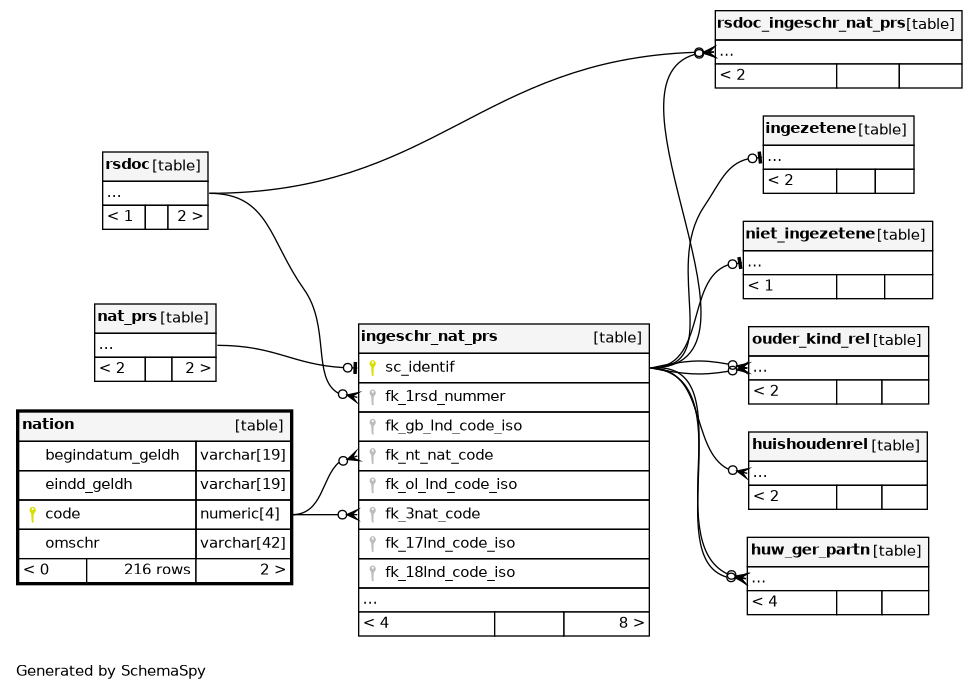 rsdoc_ingeschr_nat_prs [table]
...
< 2
ingezetene [table]
...
< 2
rsdoc [table]
...
< 1 2 >
niet_ingezetene [table]
...
< 1
nat_prs [table]
...
< 2 2 >
ingeschr_nat_prs [table]
sc_identif
fk_1rsd_nummer
fk_gb_lnd_code_iso
fk_nt_nat_code
fk_ol_lnd_code_iso
fk_3nat_code
fk_17lnd_code_iso
fk_18lnd_code_iso
...
< 4 8 >
ouder_kind_rel [table]
...
< 2
nation [table]
begindatum_geldh varchar[19]
eindd_geldh varchar[19]
code numeric[4]
omschr varchar[42]
< 0 216 rows 2 >
huishoudenrel [table]
...
< 2
huw_ger_partn [table]
...
< 4
Generated by SchemaSpy